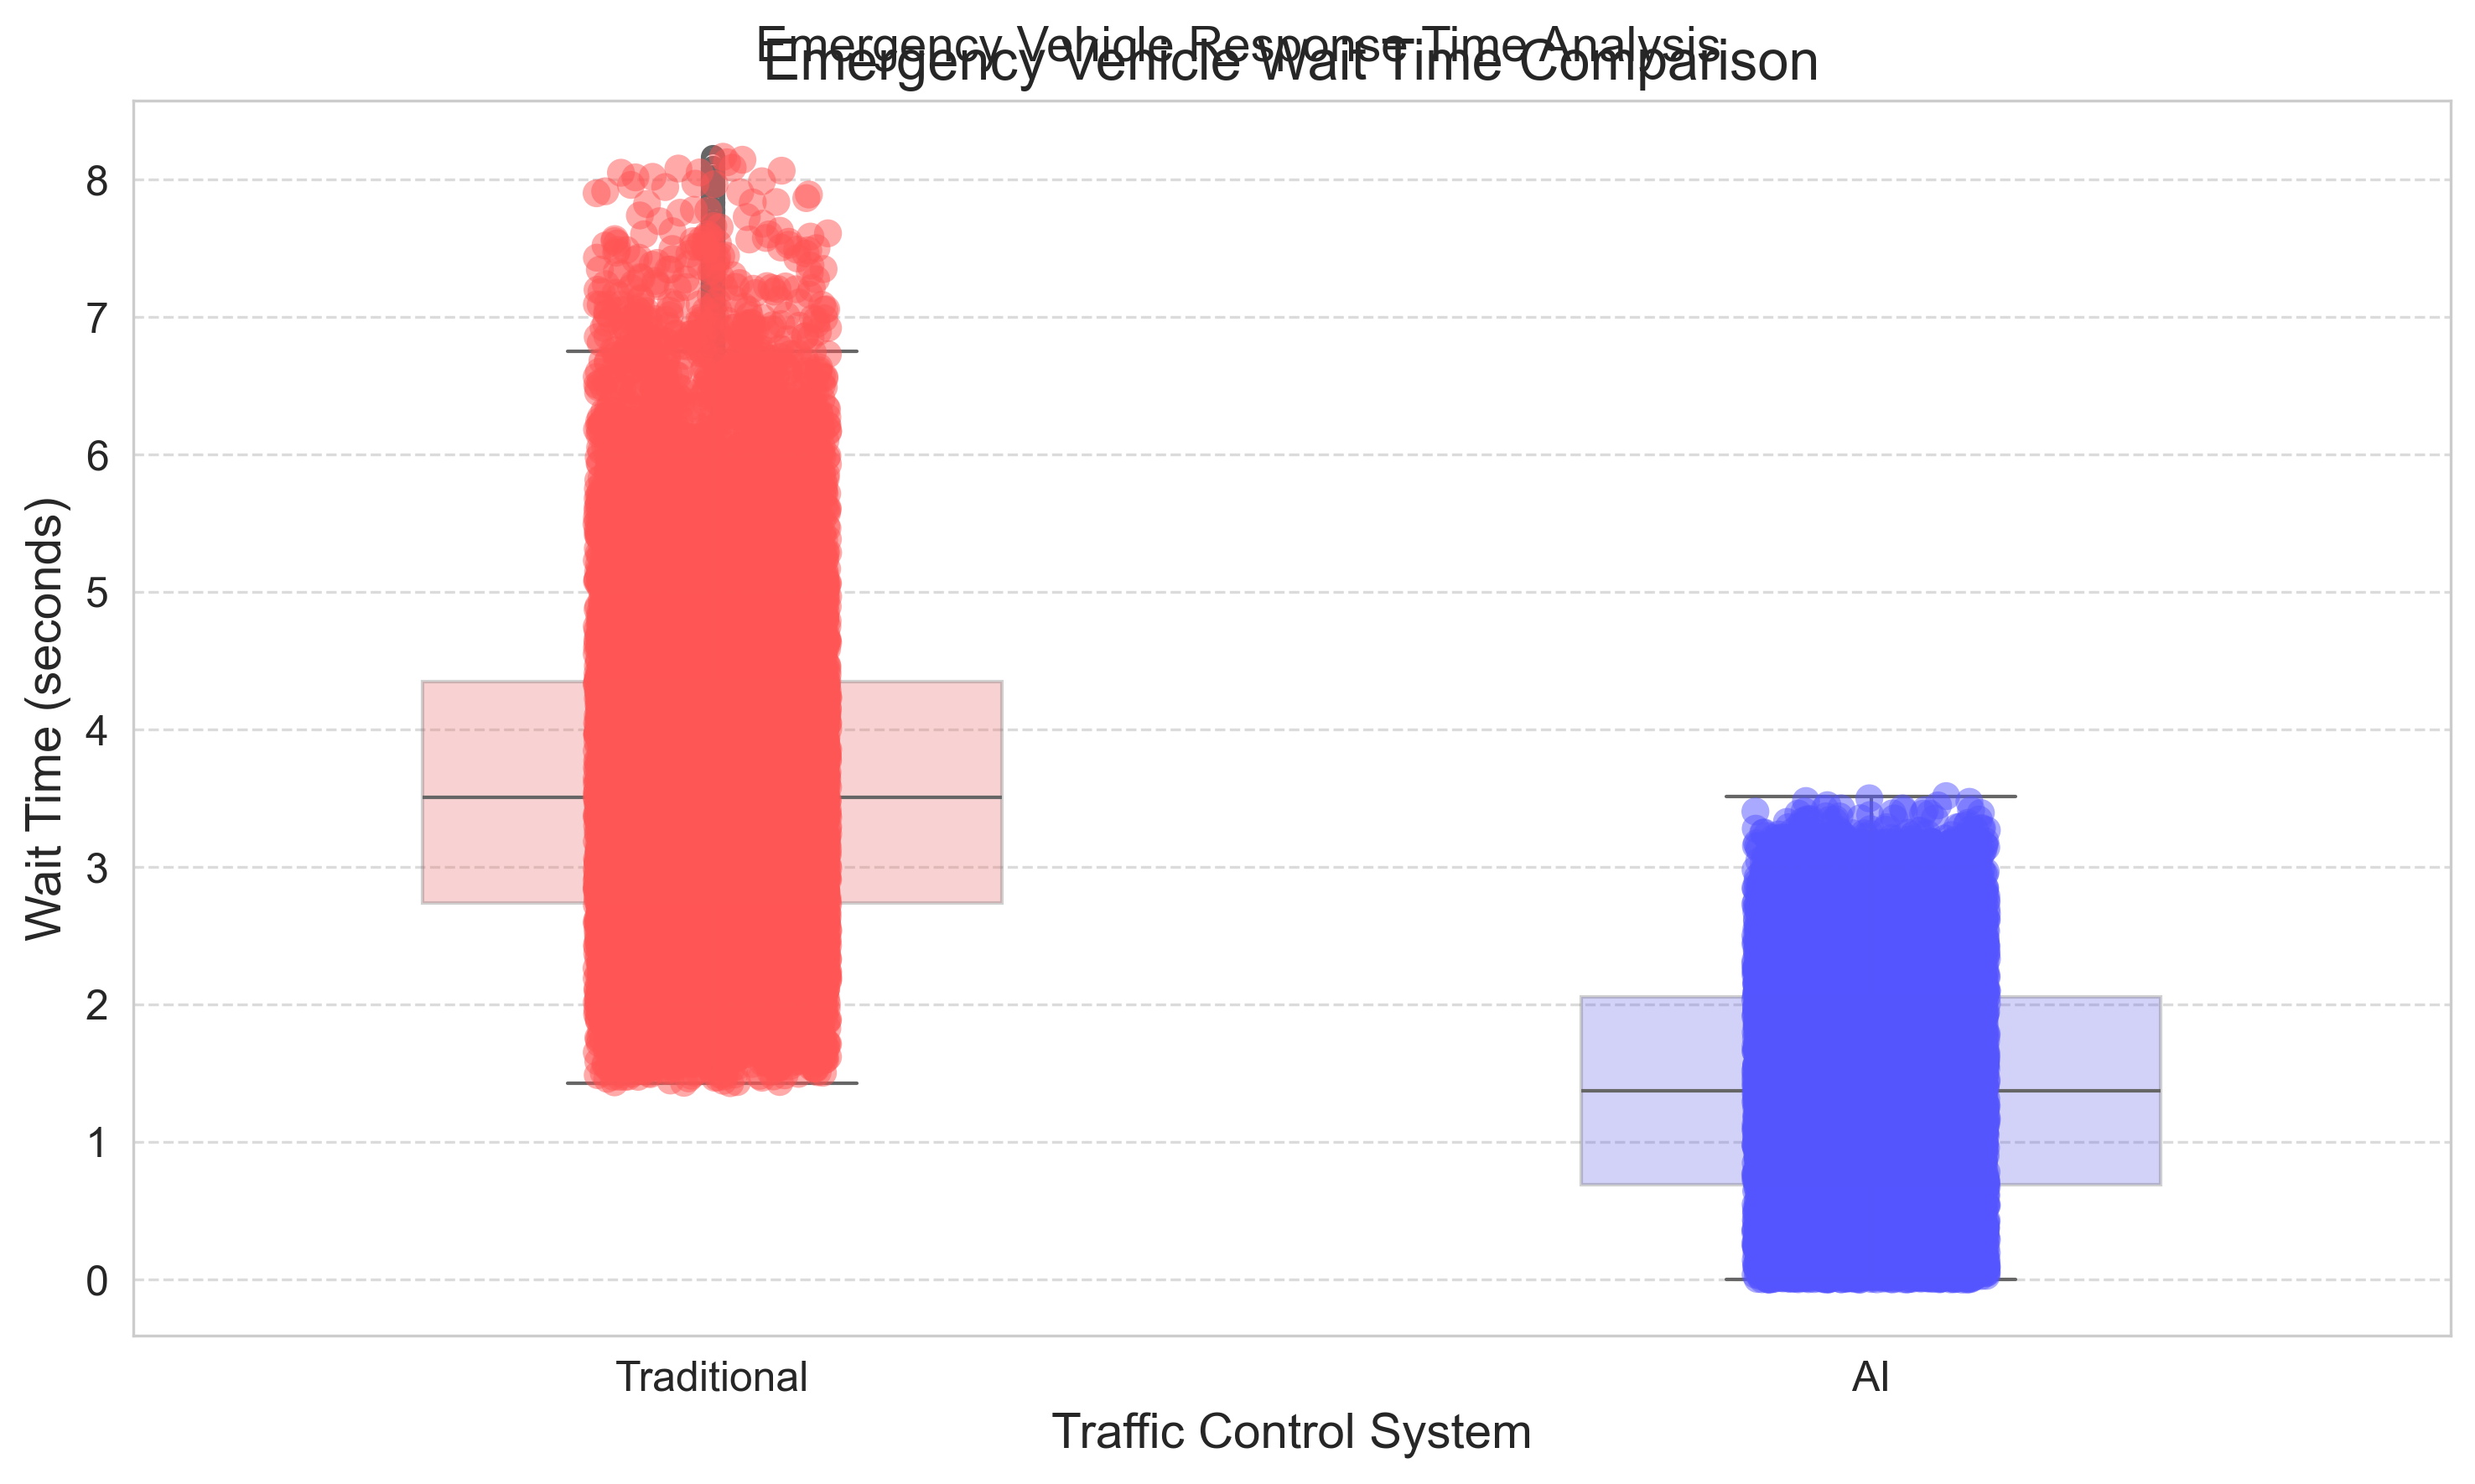 Emergency Vehicle Response Time Analysis
Emergency Vehicle Wait Time Comparison
Wait Time (seconds)
8
7
6
5
4
3
2
1
0
Traditional
AI
Traffic Control System